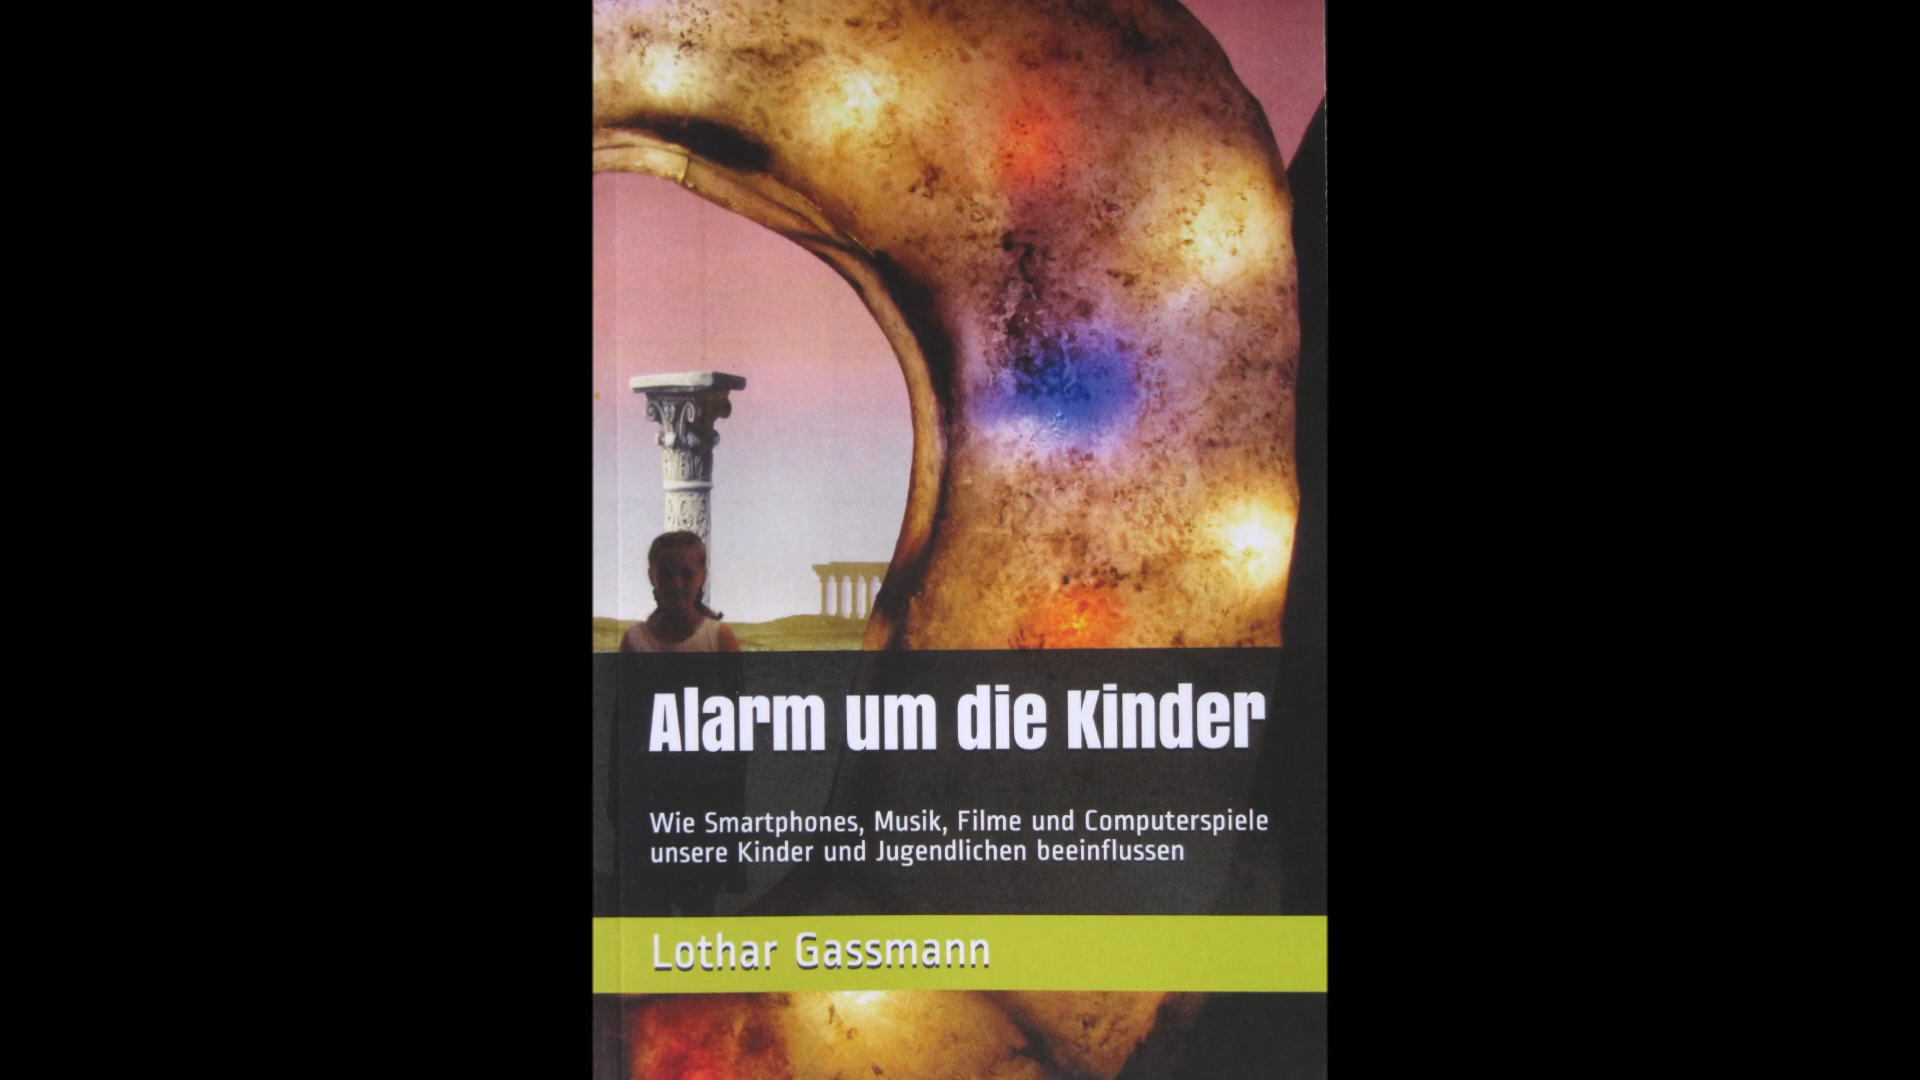 Alarm um die Kinder
Wie Smartphones, Musik, Filme und Computerspiele
unsere Kinder und Jugendlichen beeinflussen
Lothar Gassmann